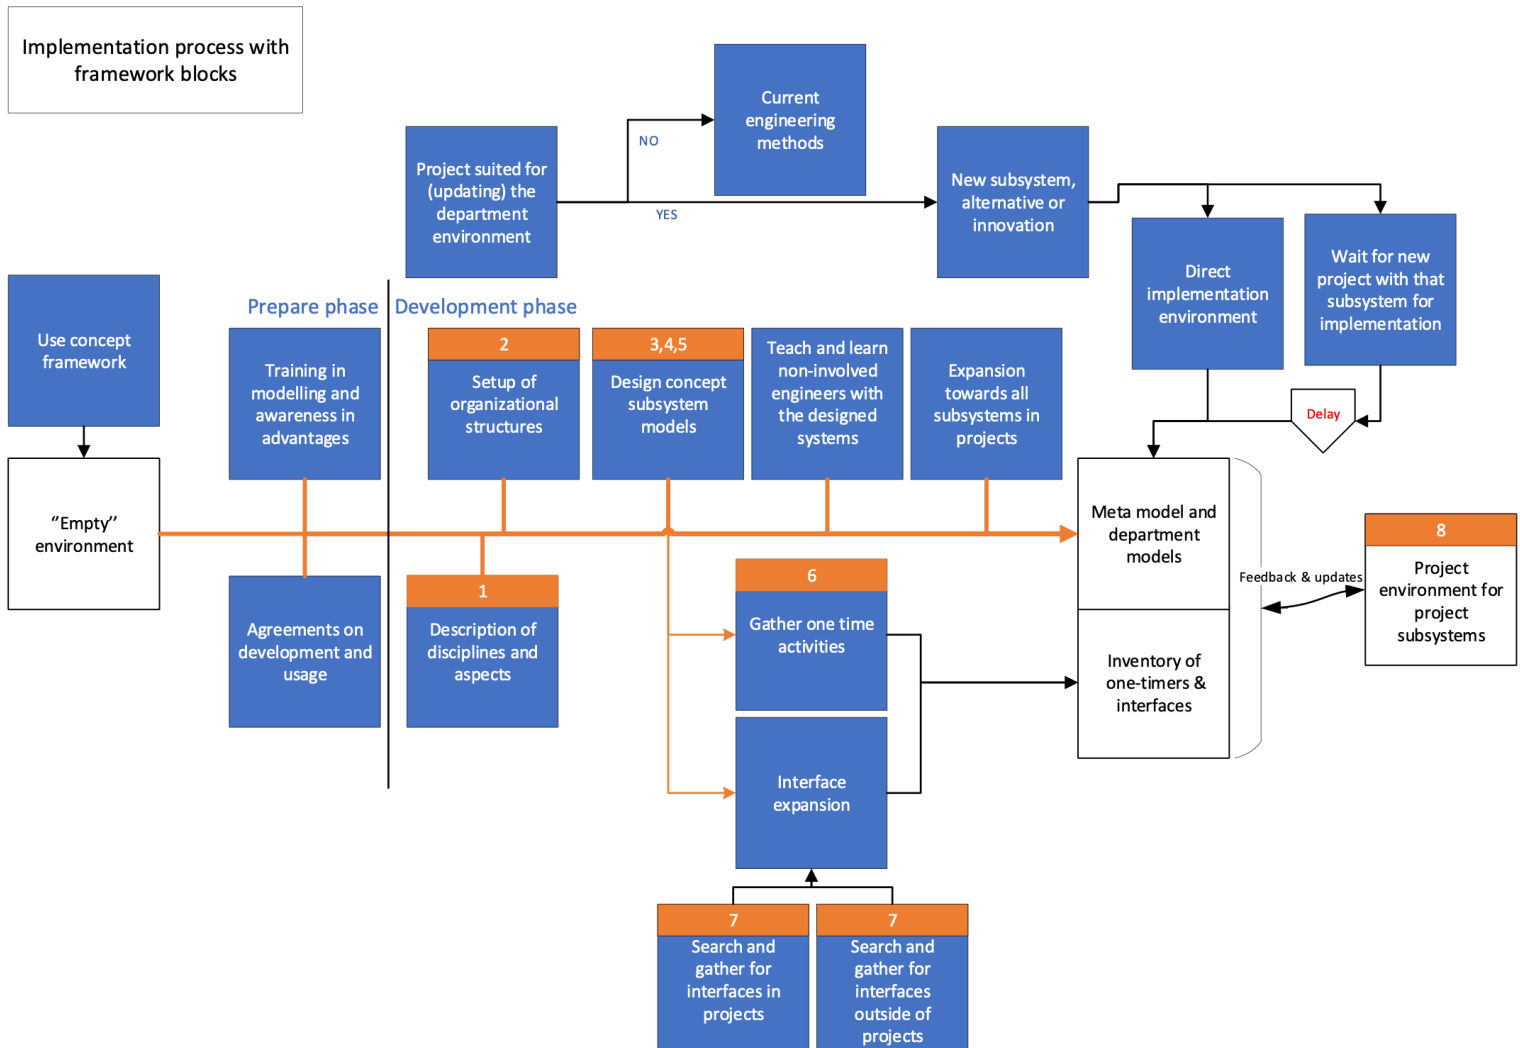 Implementation process with
framework blocks
Current
engineering
methods
NO
Project suited for
(updating) the
department
environment
YES
New subsystem,
alternative or
innovation
Direct
implementation
environment
Wait for new
project with that
subsystem for
implementation
Delay
Use concept
framework
Prepare phase
Development phase
Training in
modelling and
awareness in
advantages
2
Setup of
organizational
structures
3,4,5
Design concept
subsystem
models
Teach and learn
non-involved
engineers with
the designed
systems
Expansion
towards all
subsystems in
projects
‘’Empty’’
environment
Meta model and
department
models
Feedback & updates
8
Project
environment for
project
subsystems
Agreements on
development and
usage
1
Description of
disciplines and
aspects
6
Gather one time
activities
Inventory of
one-timers &
interfaces
Interface
expansion
7
Search and
gather for
interfaces in
projects
7
Search and
gather for
interfaces
outside of
projects